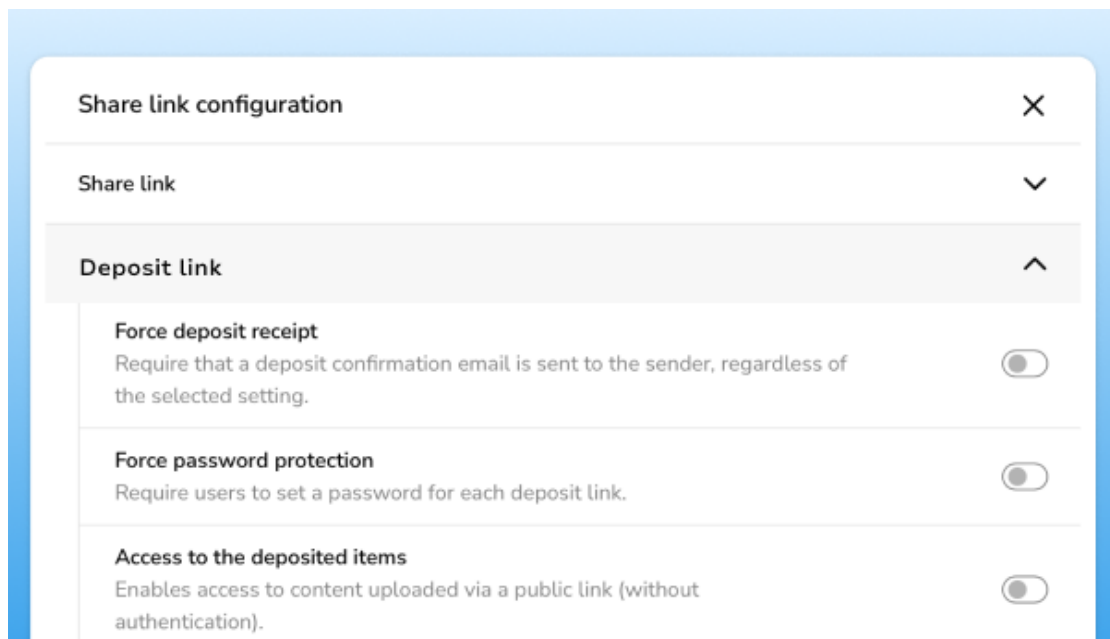 Share link configuration
Share link
Deposit link
Force deposit receipt
Require that a deposit confirmation email is sent to the sender, regardless of
the selected setting.
Force password protection
Require users to set a password for each deposit link.
Access to the deposited items
Enables access to content uploaded via a public link (without
authentication).